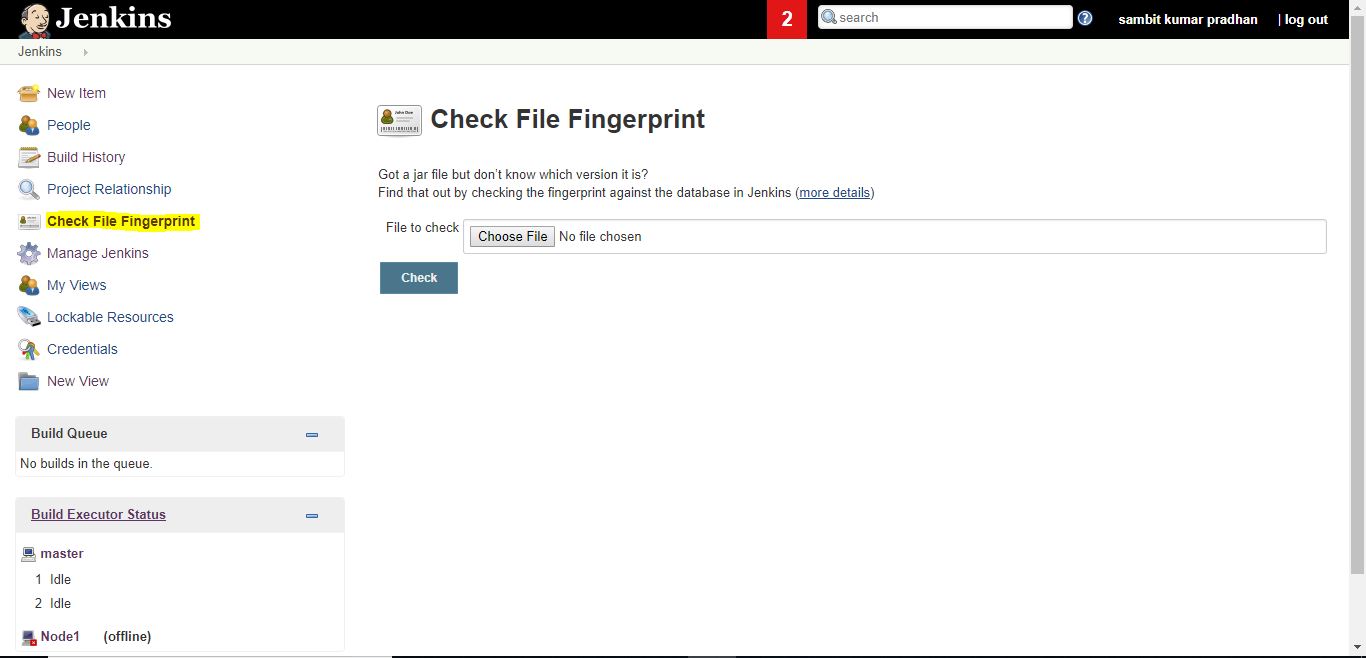 Jenkins
2
search
sambit kumar pradhan | log out
Jenkins
New Item
People
Build History
Project Relationship
Check File Fingerprint
Manage Jenkins
My Views
Lockable Resources
Credentials
New View
Build Queue
No builds in the queue.
Build Executor Status
master
1 Idle
2 Idle
Node1 (offline)
John Doe
Check File Fingerprint
Got a jar file but don't know which version it is?
Find that out by checking the fingerprint against the database in Jenkins (more details)
File to check Choose File No file chosen
Check